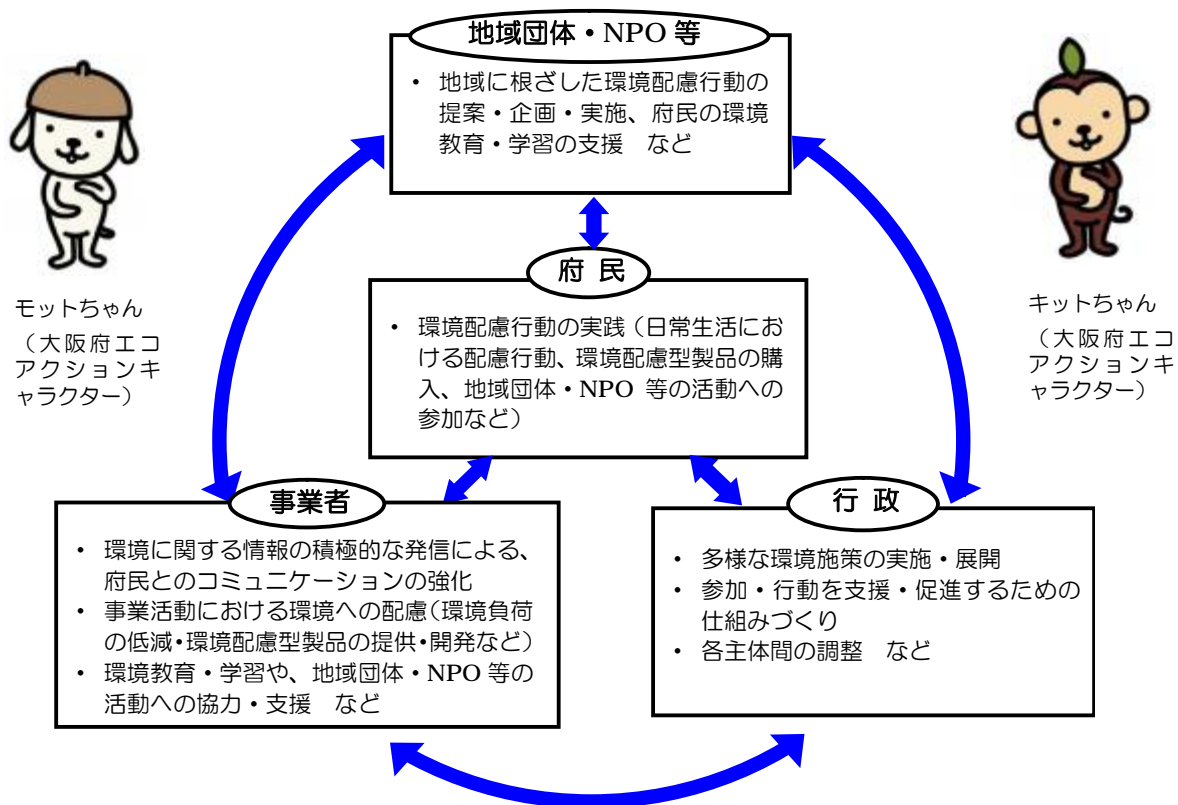 地域団体・NPO 等
・ 地域に根ざした環境配慮行動の
提案・企画・実施、府民の環境
教育・学習の支援 など
モットちゃん
（大阪府エコ
アクションキ
ャラクター）
キットちゃん
（大阪府エコ
アクションキ
ャラクター）
府 民
・ 環境配慮行動の実践（日常生活にお
ける配慮行動、環境配慮型製品の購
入、地域団体・NPO 等の活動への
参加など）
事業者
・ 環境に関する情報の積極的な発信による、
府民とのコミュニケーションの強化
・ 事業活動における環境への配慮（環境負荷
の低減・環境配慮型製品の提供・開発など）
・ 環境教育・学習や、地域団体・NPO 等の
活動への協力・支援 など
行 政
・ 多様な環境施策の実施・展開
・ 参加・行動を支援・促進するための
仕組みづくり
・ 各主体間の調整 など